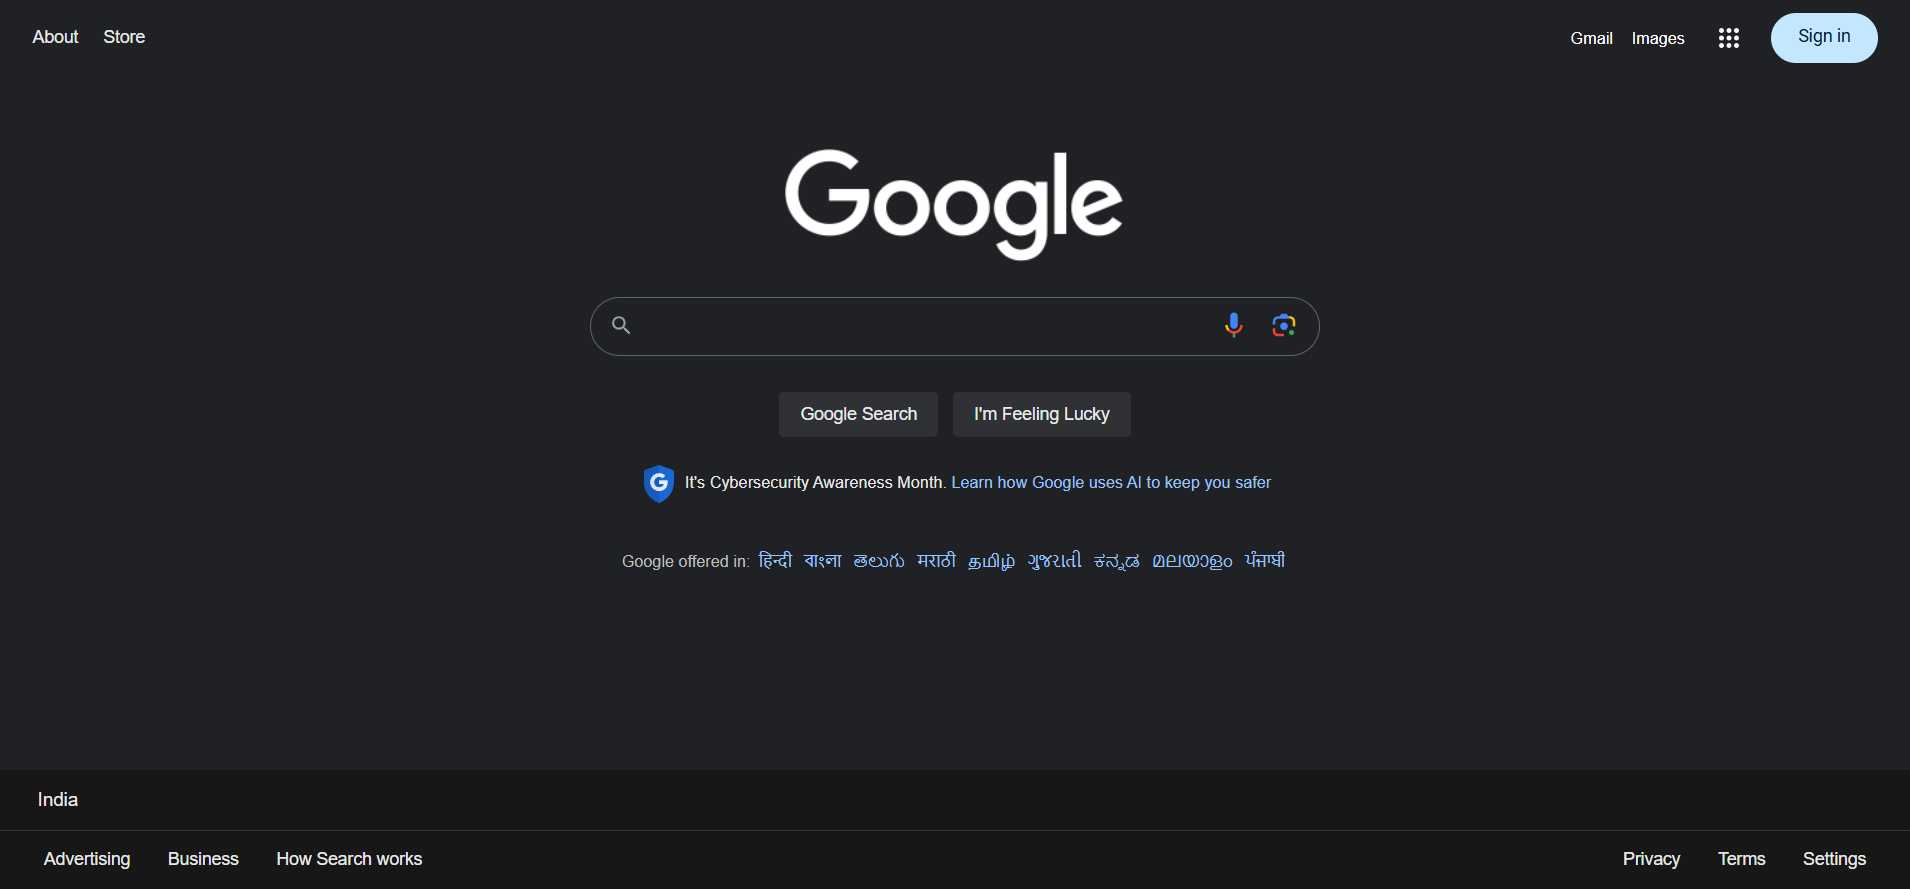 About Store Gmail Images Sign in
Google
Google Search I'm Feeling Lucky
It's Cybersecurity Awareness Month. Learn how Google uses AI to keep you safer
Google offered in: हिन्दी বাংলা తెలుగు मराठी தமிழ் ગુજરાતી ಕನ್ನಡ മലയാളം ਪੰਜਾਬੀ
India
Advertising Business How Search works Privacy Terms Settings